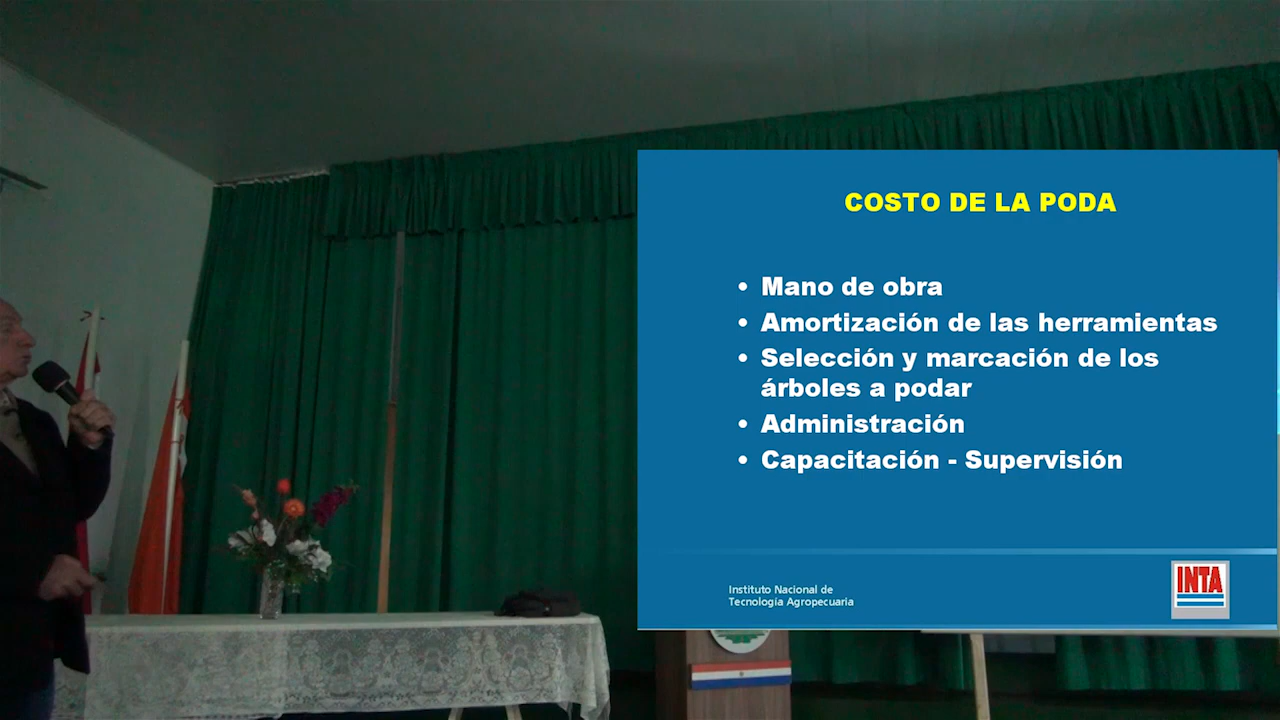 COSTO DE LA PODA
• Mano de obra
• Amortización de las herramientas
• Selección y marcación de los
árboles a podar
• Administración
• Capacitación - Supervisión
Instituto Nacional de
Tecnología Agropecuaria
INTA